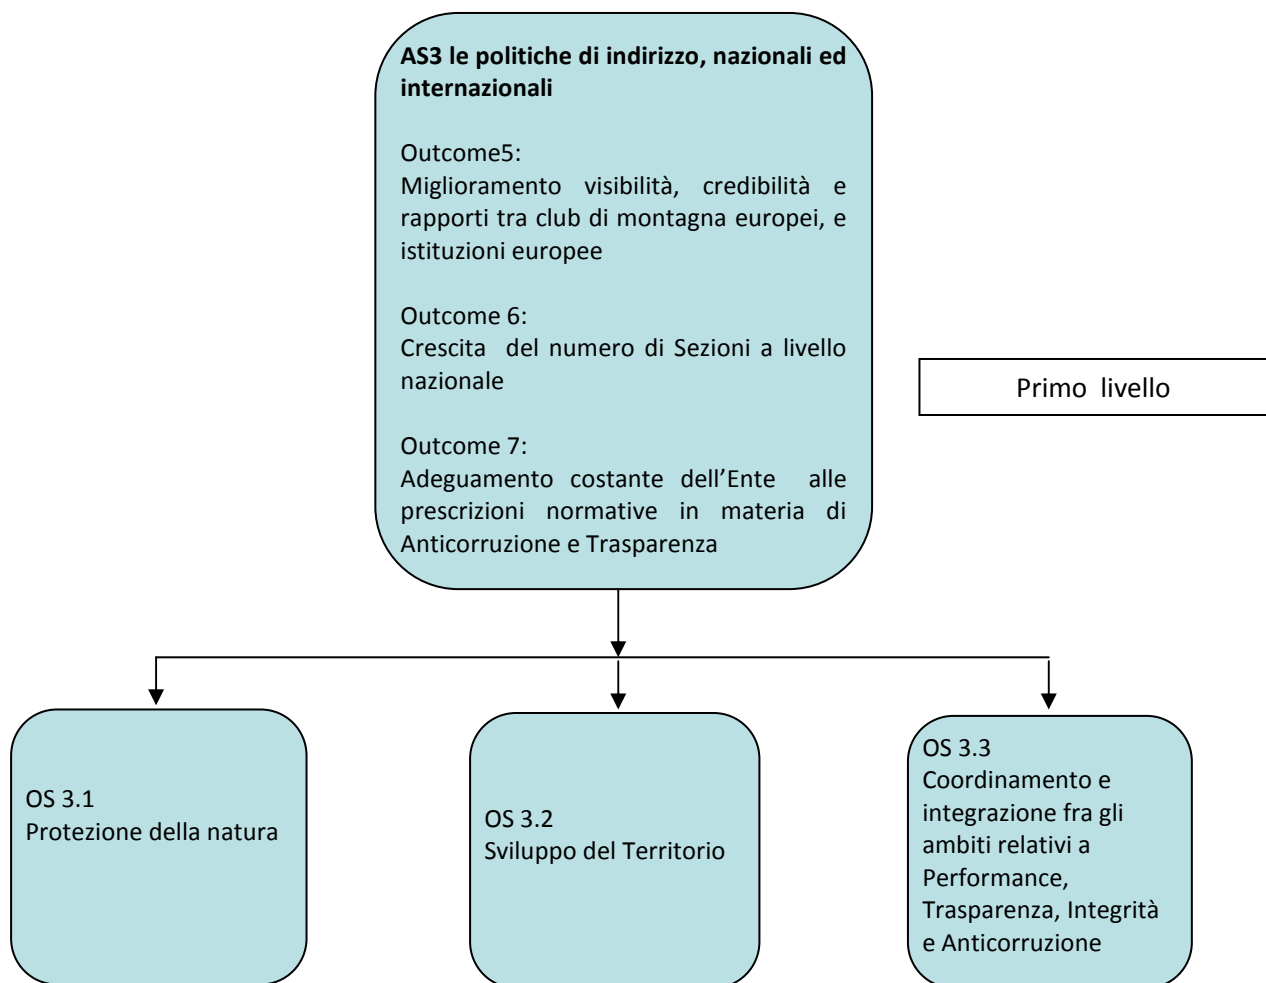 AS3 le politiche di indirizzo, nazionali ed
internazionali
Outcome5:
Miglioramento visibilità, credibilità e
rapporti tra club di montagna europei, e
istituzioni europee
Outcome 6:
Crescita del numero di Sezioni a livello
nazionale
Outcome 7:
Adeguamento costante dell’Ente alle
prescrizioni normative in materia di
Anticorruzione e Trasparenza
Primo livello
OS 3.1
Protezione della natura
OS 3.2
Sviluppo del Territorio
OS 3.3
Coordinamento e
integrazione fra gli
ambiti relativi a
Performance,
Trasparenza, Integrità
e Anticorruzione